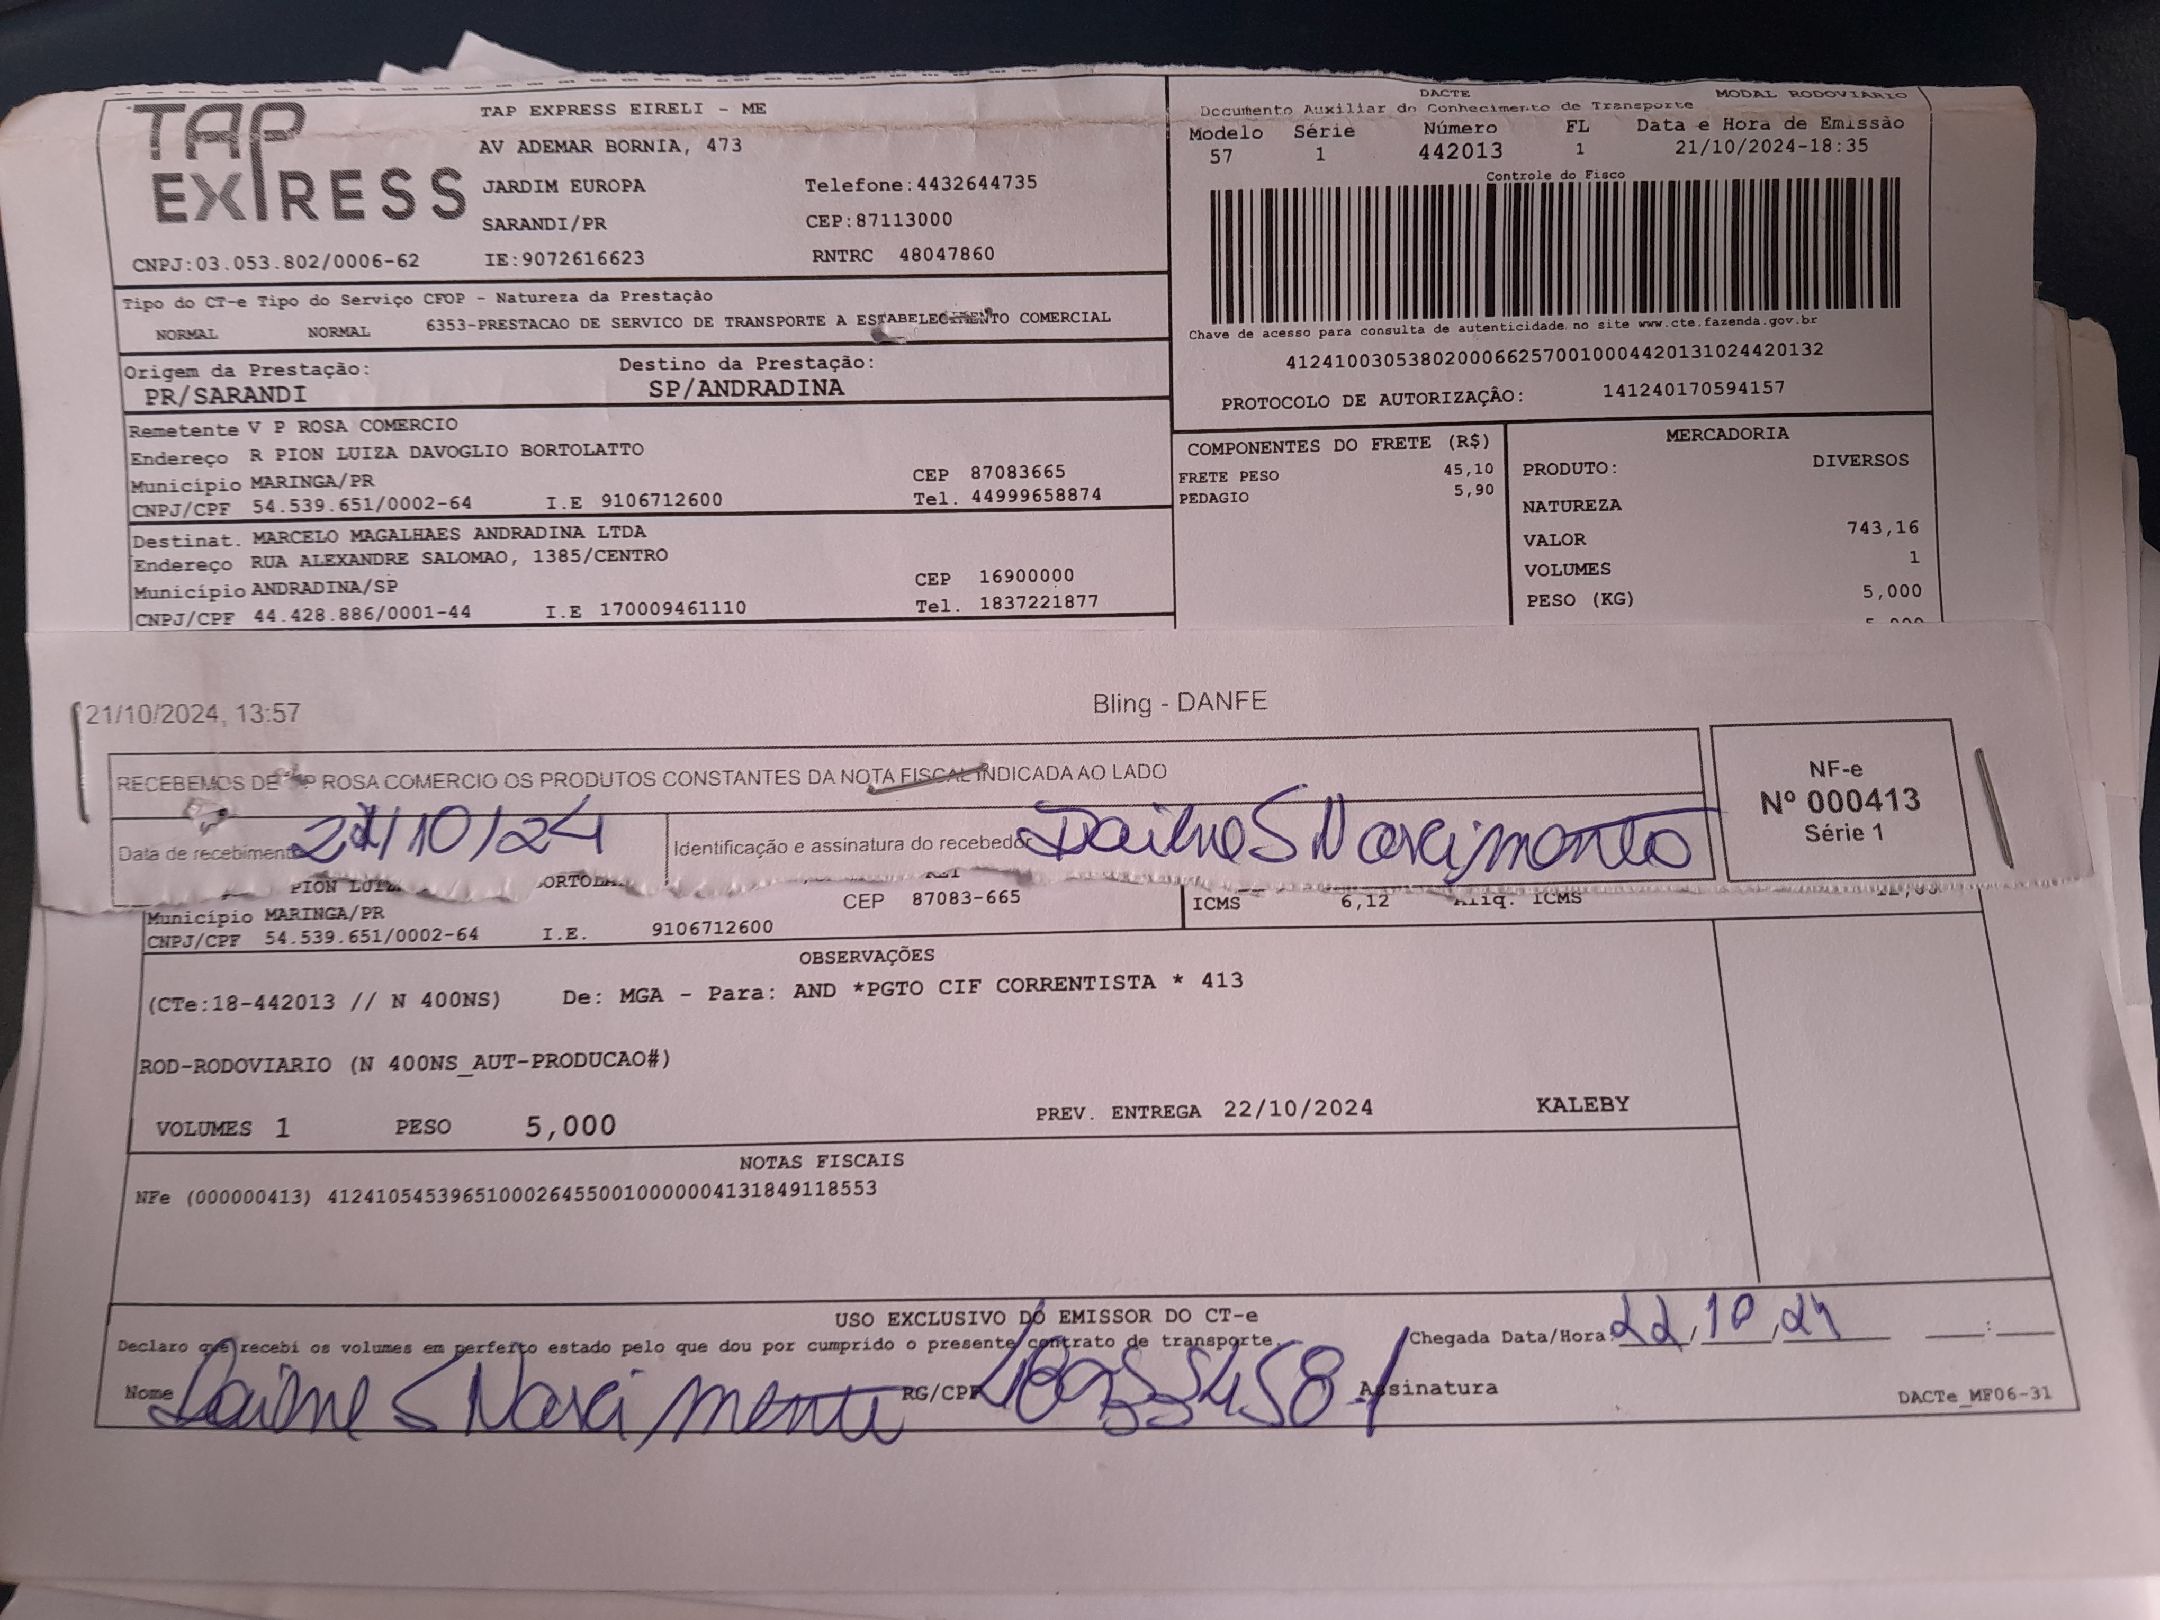 TAP EXPRESS
TAP EXPRESS EIRELI - ME
AV ADEMAR BORNIA, 473
JARDIM EUROPA Telefone:4432644735
SARANDI/PR CEP:87113000
CNPJ:03.053.802/0006-62 IE:9072616623 RNTRC 48047860
DACTE MODAL RODOVIARIO
Documento Auxiliar do Conhecimento de Transporte
Modelo Série Número FL Data e Hora de Emissão
57 1 442013 1 21/10/2024-18:35
Controle do Fisco
Chave de acesso para consulta de autenticidade no site www.cte.fazenda.gov.br
41241003053802000662570010004420131024420132
PROTOCOLO DE AUTORIZAÇÂO: 141240170594157
Tipo do CT-e Tipo do Serviço CFOP - Natureza da Prestação
NORMAL NORMAL 6353-PRESTACAO DE SERVICO DE TRANSPORTE A ESTABELECIMENTO COMERCIAL
Origem da Prestação: Destino da Prestação:
PR/SARANDI SP/ANDRADINA
Remetente V P ROSA COMERCIO
Endereço R PION LUIZA DAVOGLIO BORTOLATTO
Município MARINGA/PR CEP 87083665
CNPJ/CPF 54.539.651/0002-64 I.E 9106712600 Tel. 44999658874
Destinat. MARCELO MAGALHAES ANDRADINA LTDA
Endereço RUA ALEXANDRE SALOMAO, 1385/CENTRO
Município ANDRADINA/SP CEP 16900000
CNPJ/CPF 44.428.886/0001-44 I.E 170009461110 Tel. 1837221877
COMPONENTES DO FRETE (R$)
FRETE PESO 45,10
PEDAGIO 5,90
MERCADORIA
PRODUTO: DIVERSOS
NATUREZA
VALOR 743,16
VOLUMES 1
PESO (KG) 5,000
21/10/2024, 13:57 Bling - DANFE
RECEBEMOS DE P ROSA COMERCIO OS PRODUTOS CONSTANTES DA NOTA FISCAL INDICADA AO LADO
Data de recebimento 22/10/24 Identificação e assinatura do recebedor Dailne S Nascimento
NF-e
Nº 000413
Série 1
PION
Município MARINGA/PR CEP 87083-665
CNPJ/CPF 54.539.651/0002-64 I.E. 9106712600
ICMS 6,12 Aliq. ICMS
OBSERVAÇÕES
(CTe:18-442013 // N 400NS) De: MGA - Para: AND *PGTO CIF CORRENTISTA * 413
ROD-RODOVIARIO (N 400NS_AUT-PRODUCAO#)
VOLUMES 1 PESO 5,000 PREV. ENTREGA 22/10/2024 KALEBY
NOTAS FISCAIS
NFe (000000413) 41241054539651000264550010000004131849118553
USO EXCLUSIVO DO EMISSOR DO CT-e
Declaro que recebi os volumes em perfeito estado pelo que dou por cumprido o presente contrato de transporte. Chegada Data/Hora 22/10/24 :
Nome Dailne S Nascimento RG/CPF Assinatura
DACTe_MF06-31